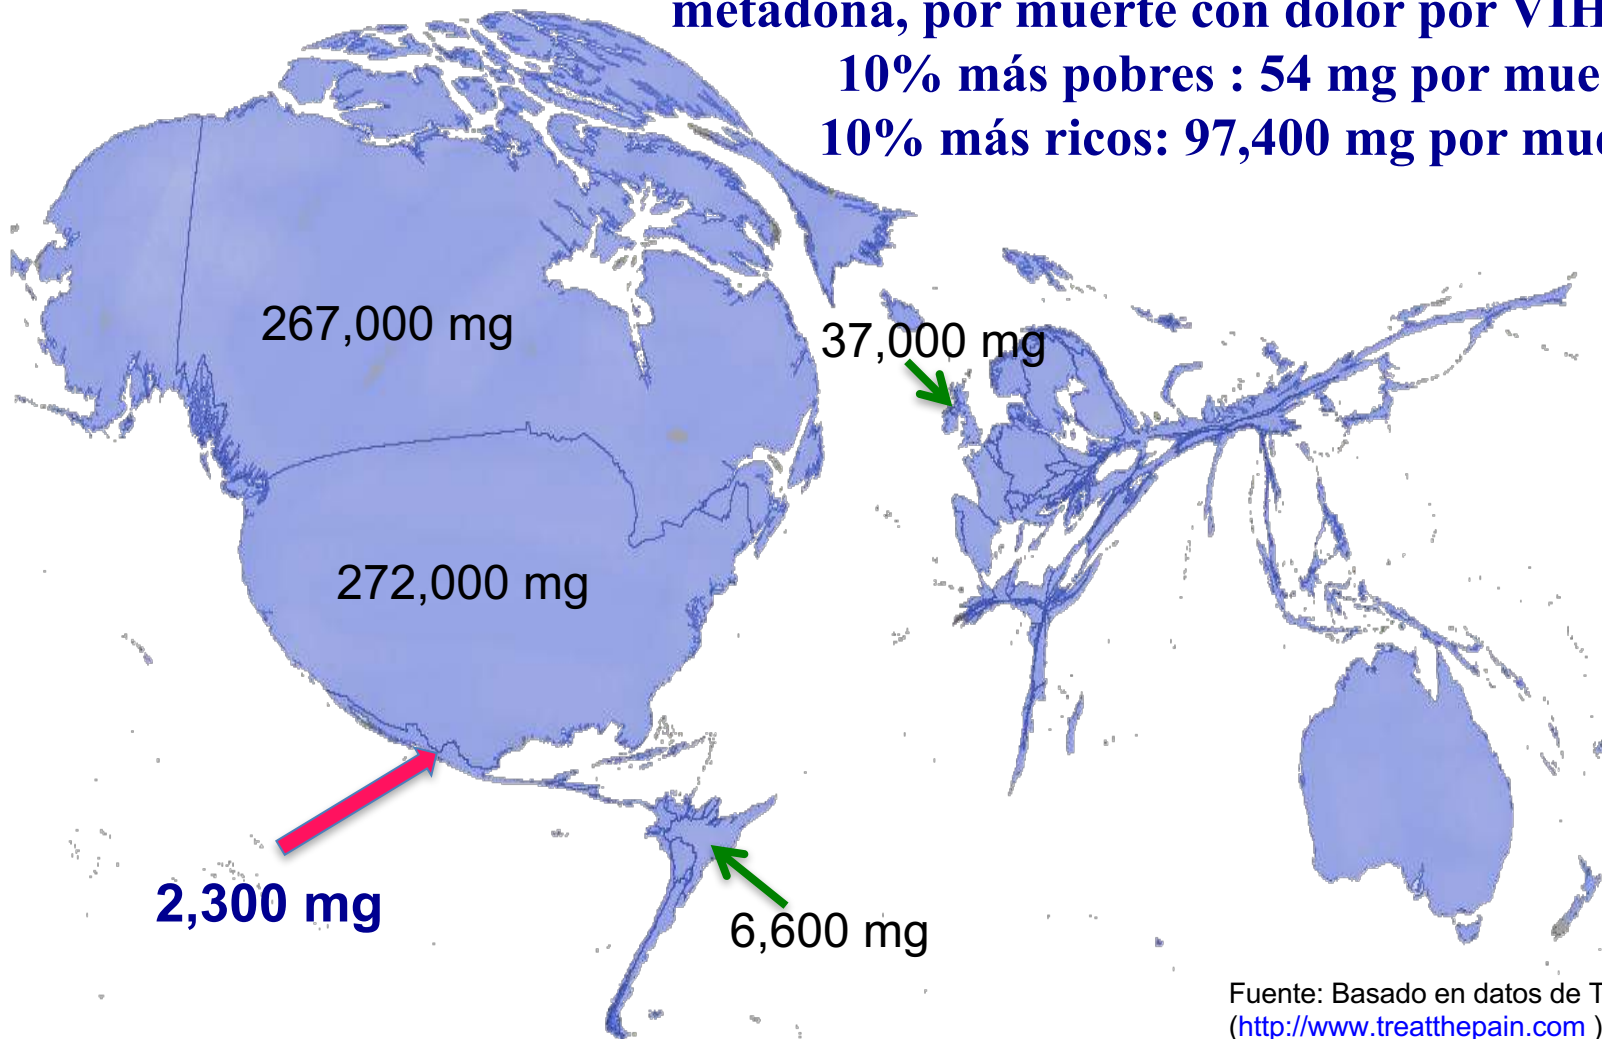 metadona, por muerte con dolor por VIH
10% más pobres : 54 mg por mue
10% más ricos: 97,400 mg por mue
267,000 mg
37,000 mg
272,000 mg
2,300 mg
6,600 mg
Fuente: Basado en datos de T
(http://www.treatthepain.com )